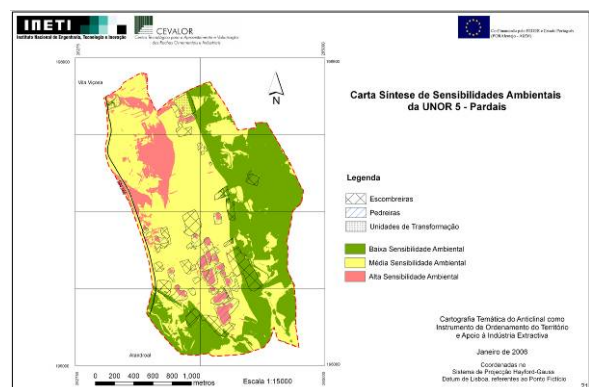 INETI
Instituto Nacional de Engenharia, Tecnologia e Inovação
CEVALOR
Vila Viçosa
N
Carta Síntese de Sensibilidades Ambientais
da UNOR 5 - Pardais
Legenda
Escombreiras
Pedreiras
Unidades de Transformação
Baixa Sensibilidade Ambiental
Média Sensibilidade Ambiental
Alta Sensibilidade Ambiental
Cartografia Temática do Anticlinal como
Instrumento de Ordenamento do Território
e Apoio à Indústria Extractiva
Janeiro de 2006
Coordenadas no
Sistema de Projecção Hayford-Gauss
Datum de Lisboa, referentes ao Ponto Fictício
Alandroal
0 200 400 600 800 1.000
metros
Escala 1:15000